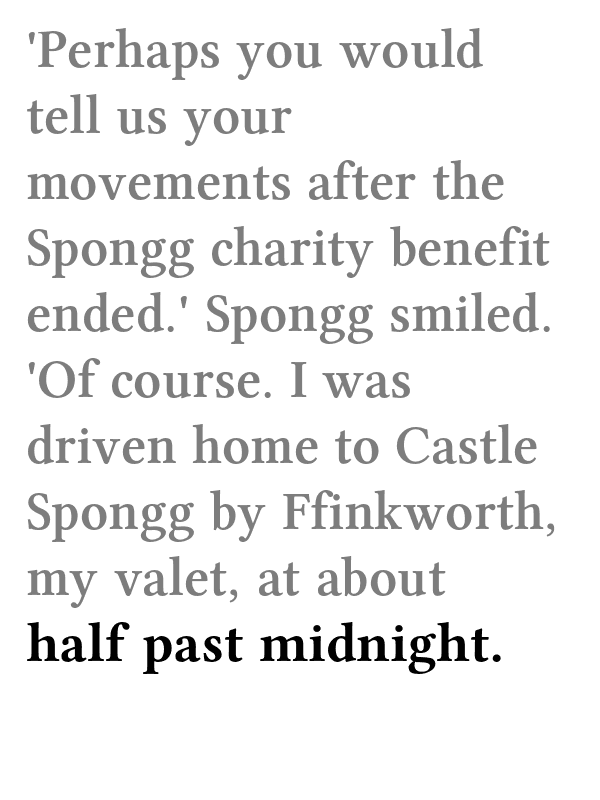 'Perhaps you would
tell us your
movements after the
Spongg charity benefit
ended.' Spongg smiled.
'Of course. I was
driven home to Castle
Spongg by Ffinkworth,
my valet, at about
half past midnight.